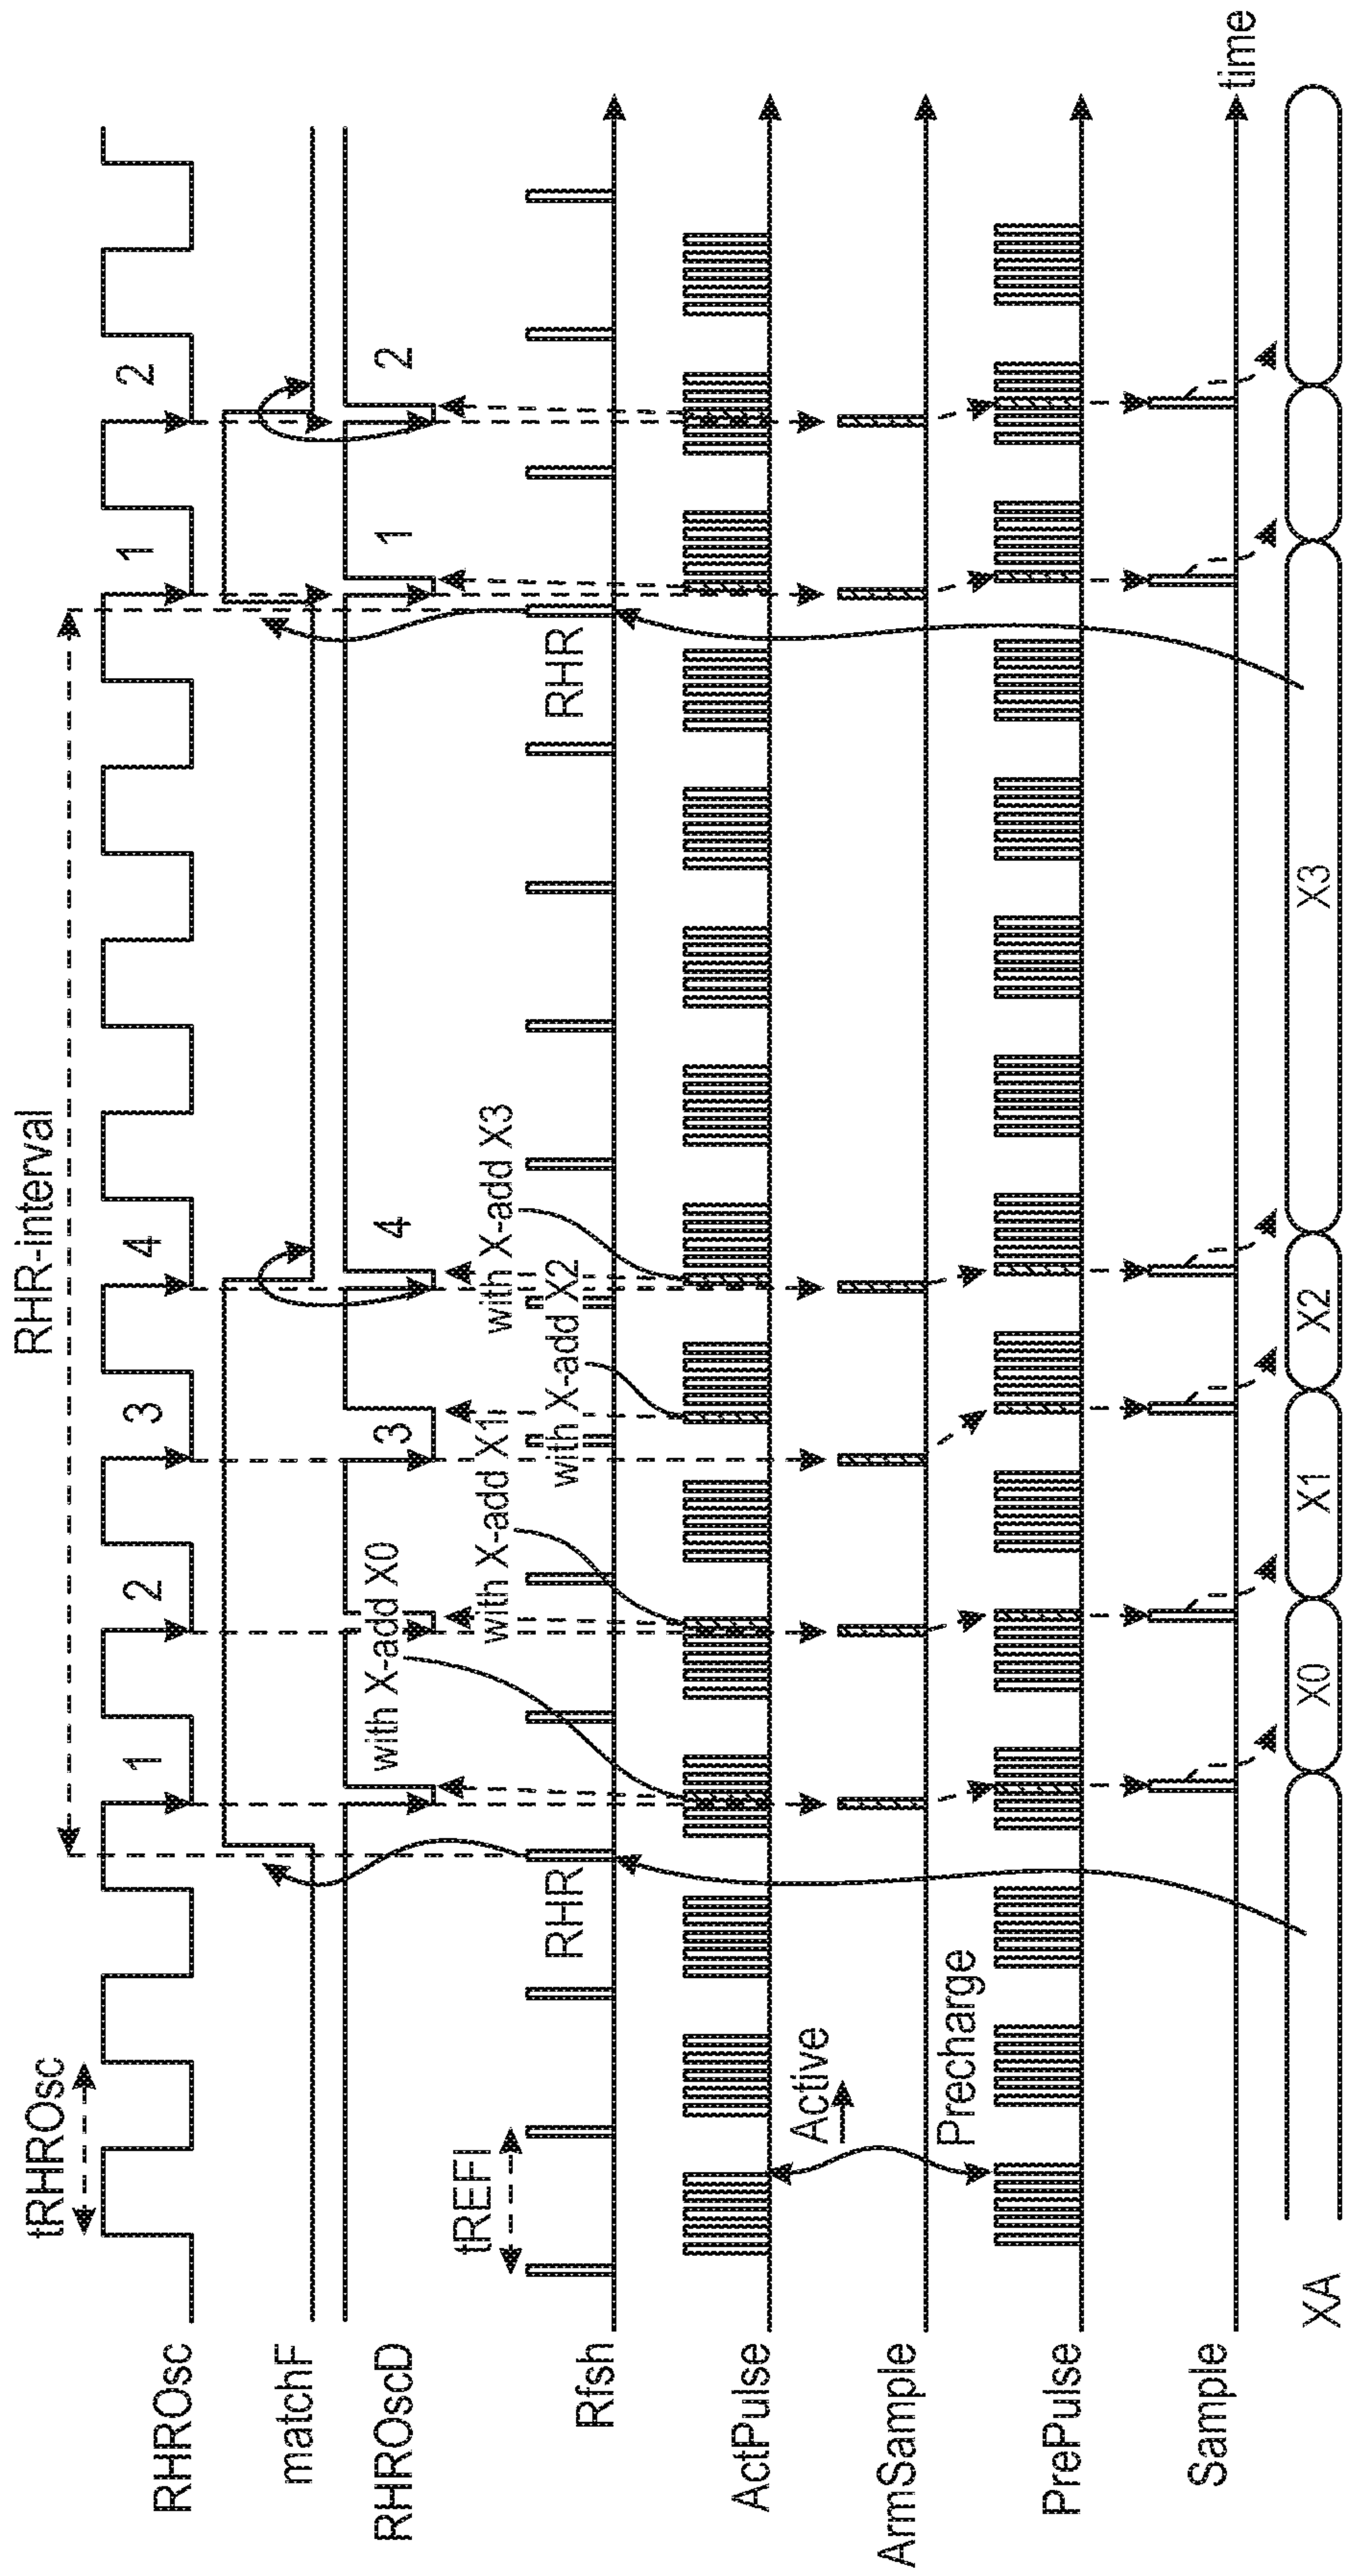 RHR-interval
tRHROsc
RHROsc
1
2
3
4
1
2
matchF
RHROscD
with X-add X0
3
4
1
2
tREFI
with X-add X1
with X-add X2
with X-add X3
Rfsh
RHR
RHR
ActPulse
Active
ArmSample
Precharge
PrePulse
Sample
time
XA
X0
X1
X2
X3